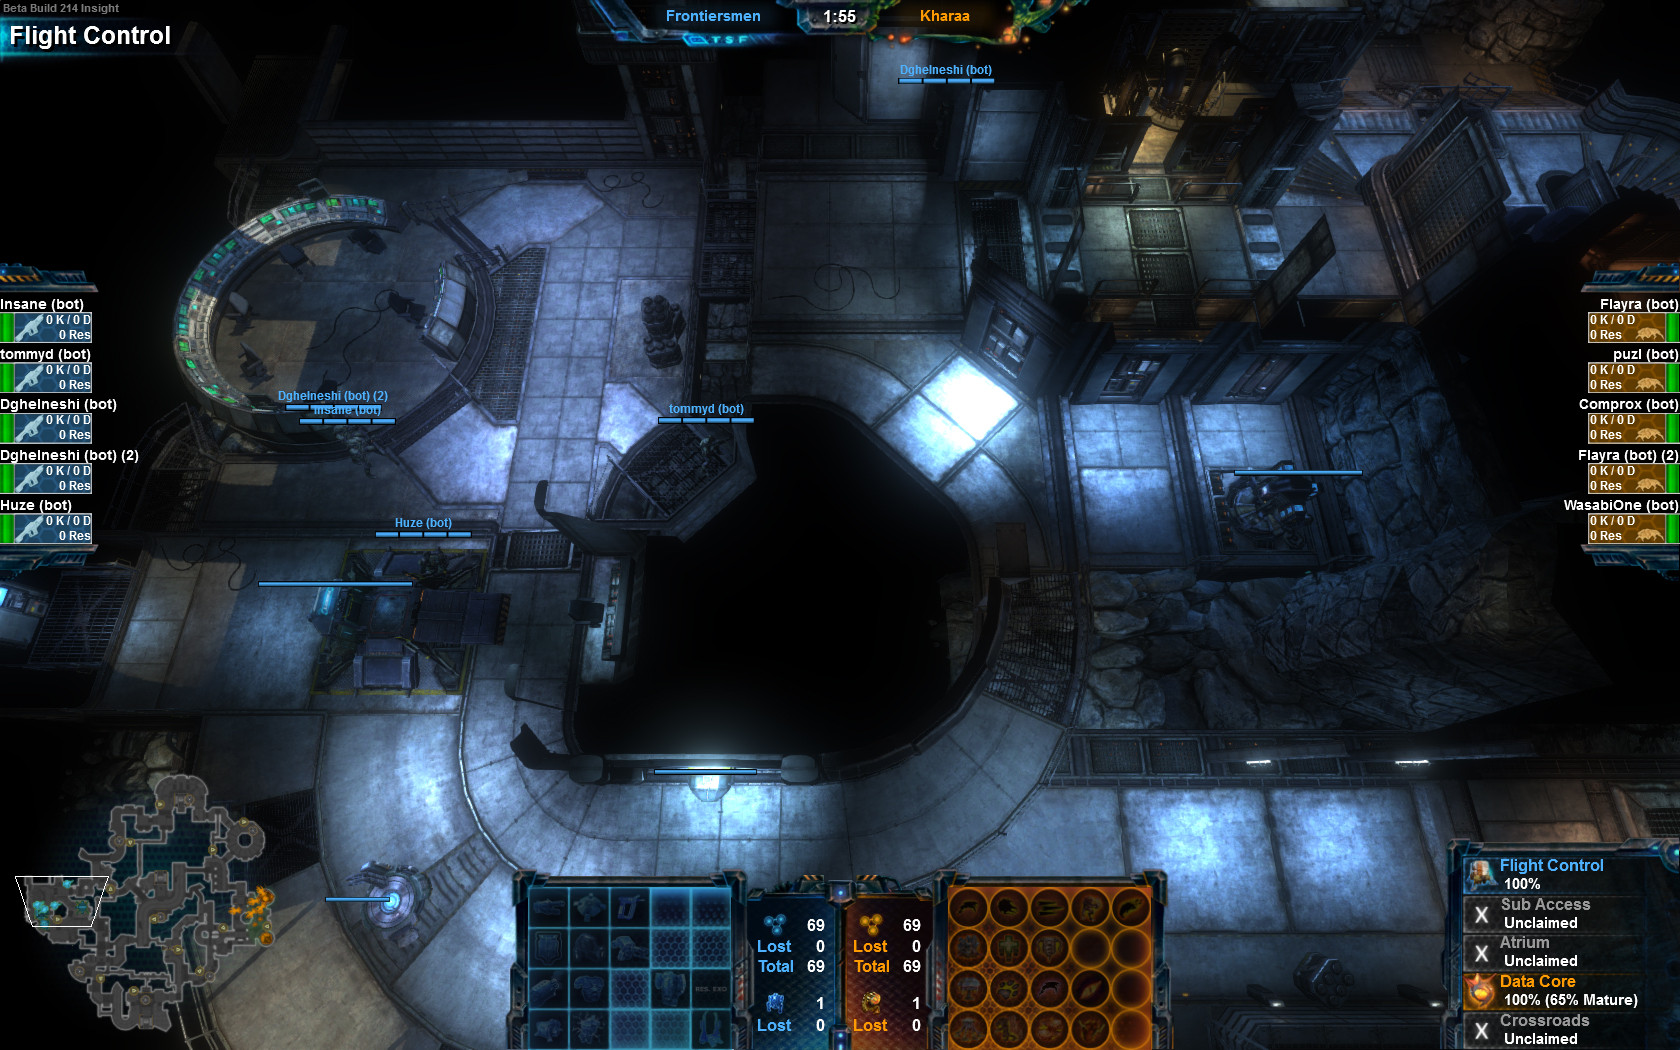 Beta Build 214 Insight
Flight Control
Frontiersmen
1:55
Kharaa
TSF
Dghelneshi (bot)
Insane (bot)
0 K / 0 D
0 Res
tommyd (bot)
0 K / 0 D
0 Res
Dghelneshi (bot)
0 K / 0 D
0 Res
Dghelneshi (bot) (2)
0 K / 0 D
0 Res
Huze (bot)
0 K / 0 D
0 Res
Dghelneshi (bot) (2)
Insane (bot)
tommyd (bot)
Huze (bot)
Flayra (bot)
0 K / 0 D
0 Res
puzl (bot)
0 K / 0 D
0 Res
Comprox (bot)
0 K / 0 D
0 Res
Flayra (bot) (2)
0 K / 0 D
0 Res
WasabiOne (bot)
0 K / 0 D
0 Res
RES. EXO
69
Lost 0
Total 69
1
Lost 0
69
Lost 0
Total 69
1
Lost 0
Flight Control
100%
Sub Access
Unclaimed
Atrium
Unclaimed
Data Core
100% (65% Mature)
Crossroads
Unclaimed